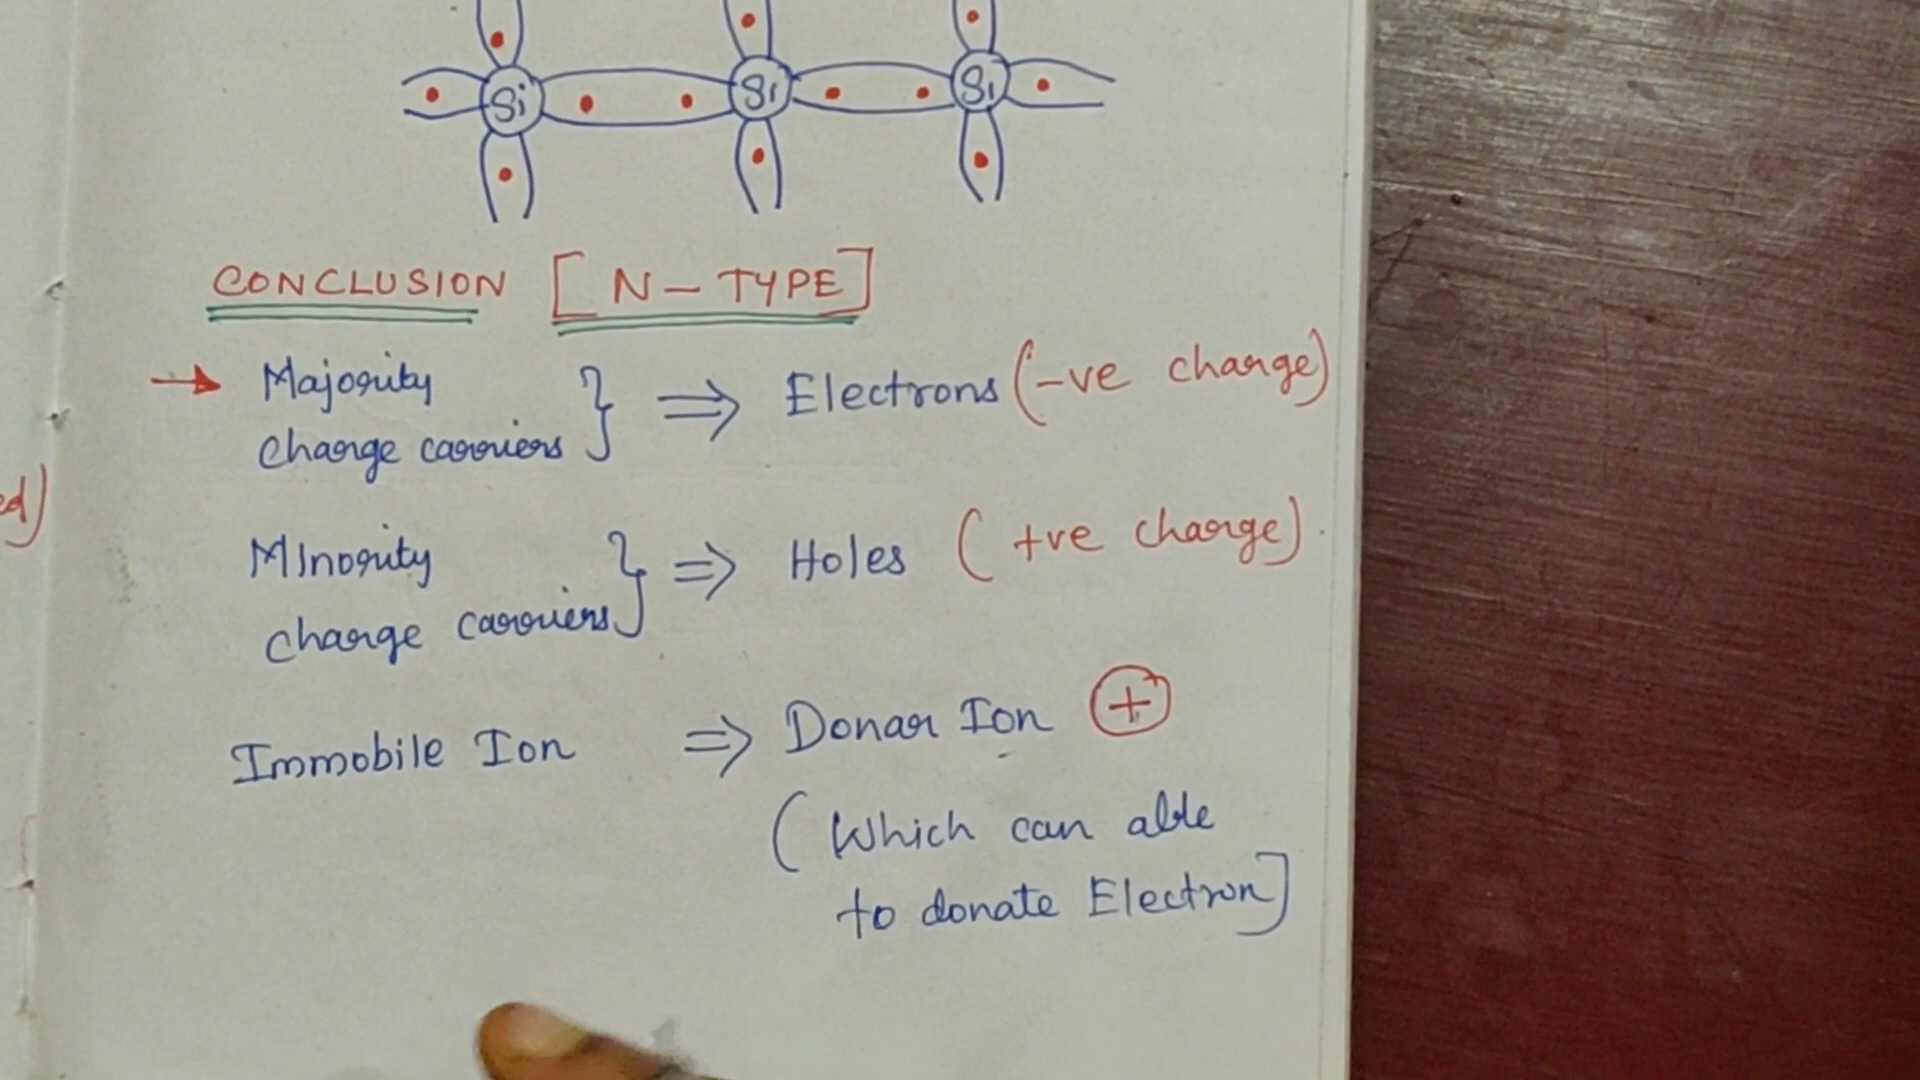 Si Si Si
CONCLUSION [ N - TYPE ]
→ Majority charge carriers } ⇒ Electrons (-ve charge)
Minority charge carriers } ⇒ Holes (+ve charge)
Immobile Ion ⇒ Donar Ion ⊕
(Which can able
to donate Electron]
ed)